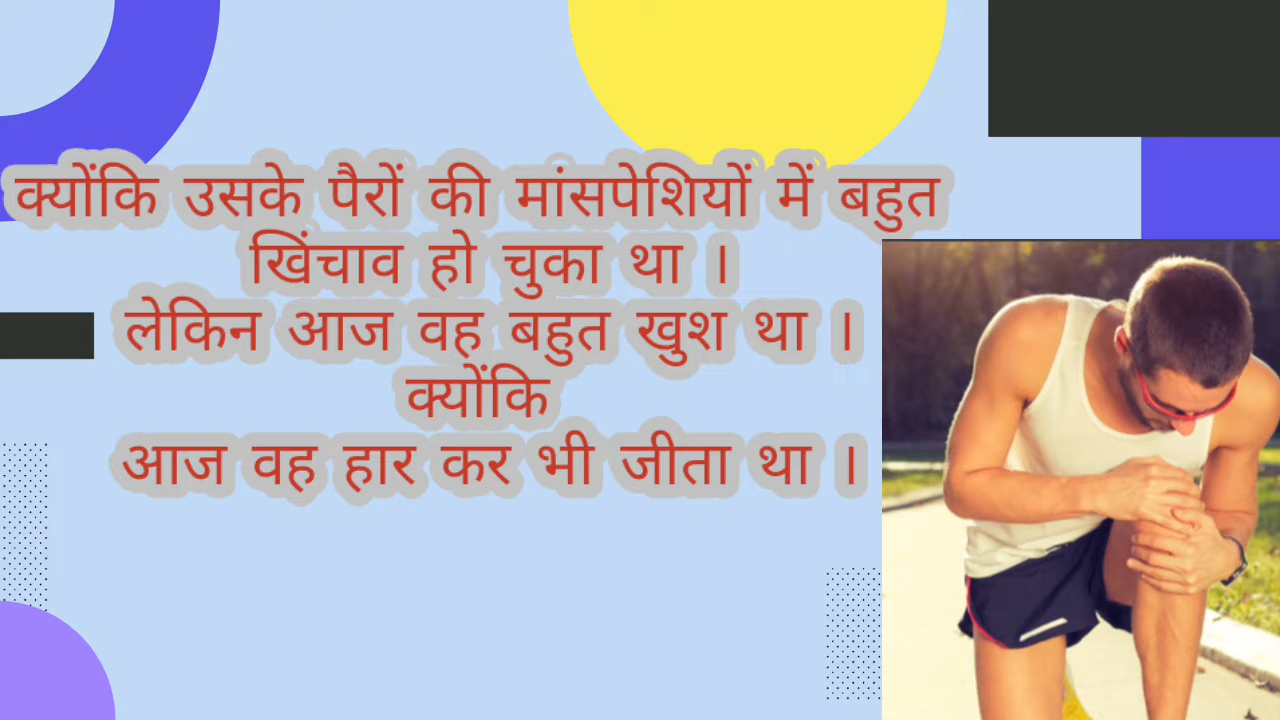 क्योंकि उसके पैरों की मांसपेशियों में बहुत
खिंचाव हो चुका था ।
लेकिन आज वह बहुत खुश था ।
क्योंकि
आज वह हार कर भी जीता था ।